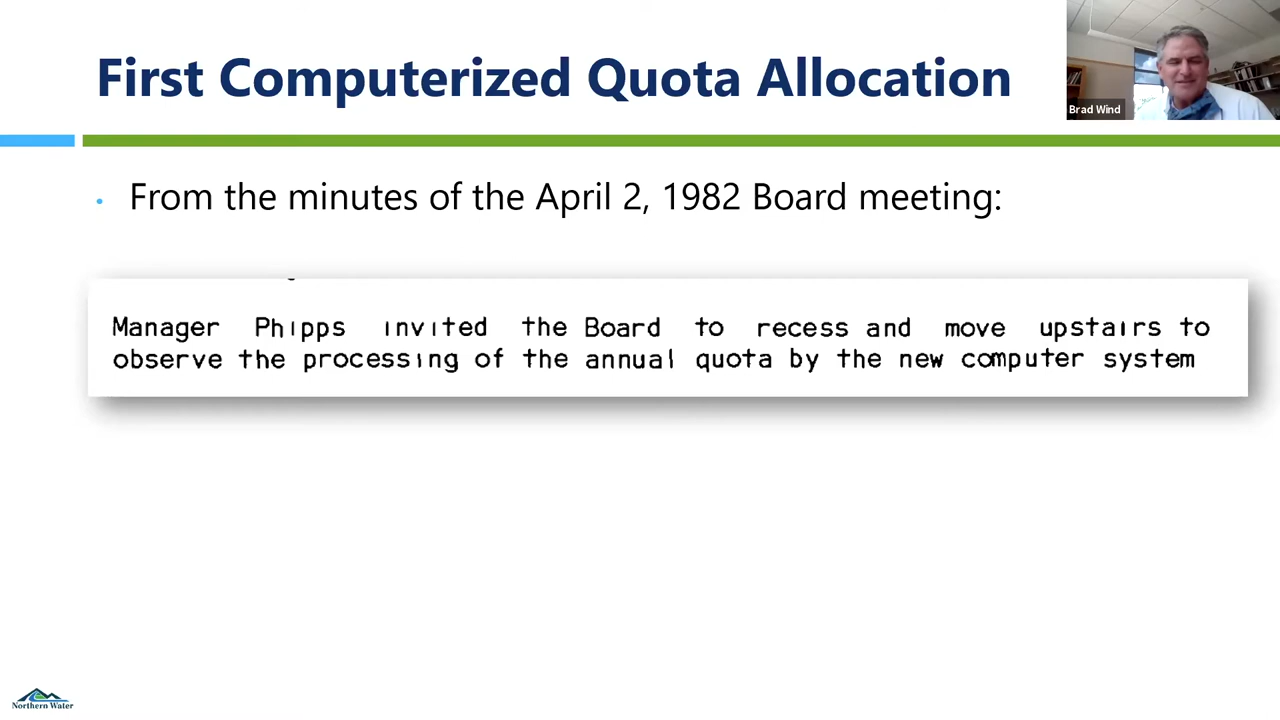 First Computerized Quota Allocation
Brad Wind
• From the minutes of the April 2, 1982 Board meeting:
Manager Phipps invited the Board to recess and move upstairs to
observe the processing of the annual quota by the new computer system
Northern Water